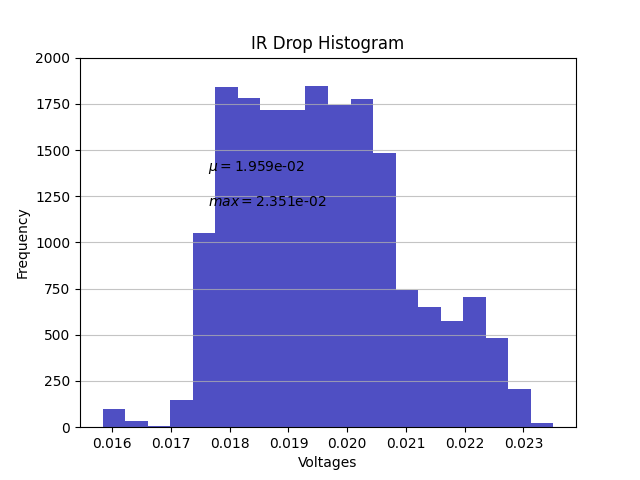 IR Drop Histogram
2000
1750
1500
1250
1000
750
500
250
0
Frequency
μ = 1.959e-02
max = 2.351e-02
0.016 0.017 0.018 0.019 0.020 0.021 0.022 0.023
Voltages